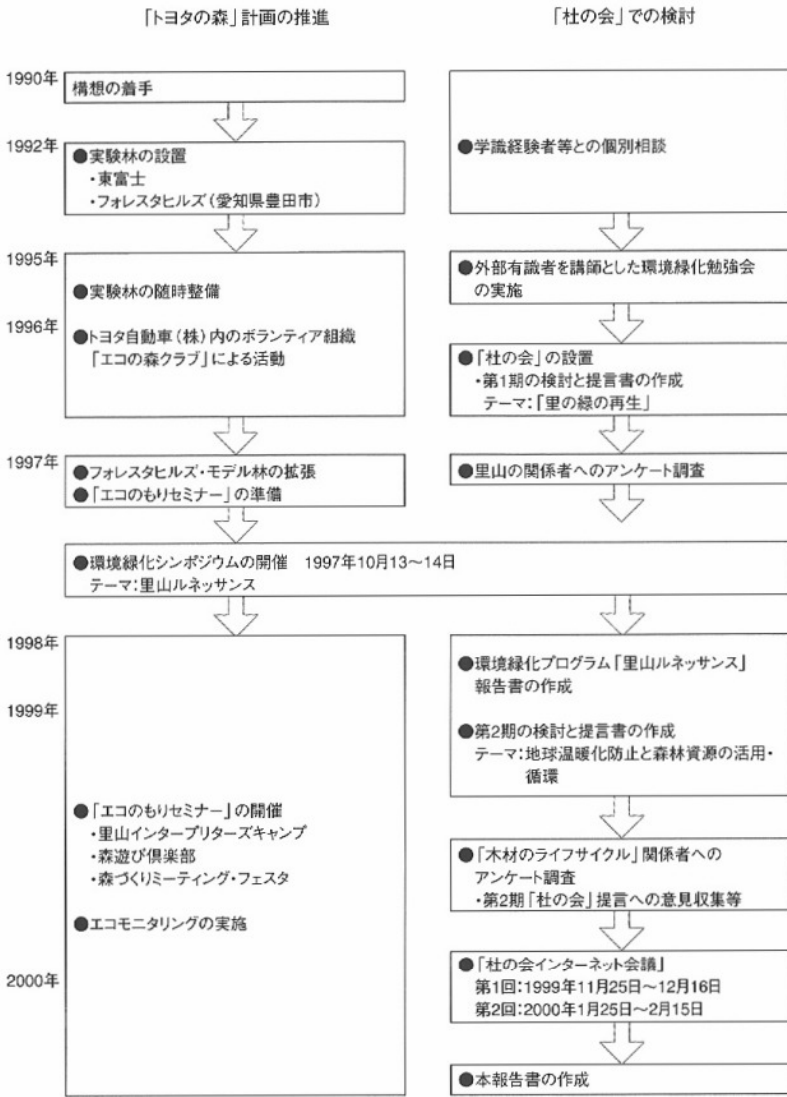 「トヨタの森」計画の推進
「杜の会」での検討
1990年
構想の着手
1992年
●実験林の設置
・東富士
・フォレスタヒルズ(愛知県豊田市)
●学識経験者等との個別相談
1995年
●実験林の随時整備
1996年
●トヨタ自動車(株)内のボランティア組織
「エコの森クラブ」による活動
●外部有識者を講師とした環境緑化勉強会
の実施
●「杜の会」の設置
・第1期の検討と提言書の作成
テーマ:「里の緑の再生」
1997年
●フォレスタヒルズ・モデル林の拡張
●「エコのもりセミナー」の準備
●里山の関係者へのアンケート調査
●環境緑化シンポジウムの開催 1997年10月13〜14日
テーマ:里山ルネッサンス
1998年
1999年
●「エコのもりセミナー」の開催
・里山インタープリターズキャンプ
・森遊び倶楽部
・森づくりミーティング・フェスタ
●エコモニタリングの実施
2000年
●環境緑化プログラム「里山ルネッサンス」
報告書の作成
●第2期の検討と提言書の作成
テーマ:地球温暖化防止と森林資源の活用・
循環
●「木材のライフサイクル」関係者への
アンケート調査
・第2期「杜の会」提言への意見収集等
●「杜の会インターネット会議」
第1回:1999年11月25日〜12月16日
第2回:2000年1月25日〜2月15日
●本報告書の作成